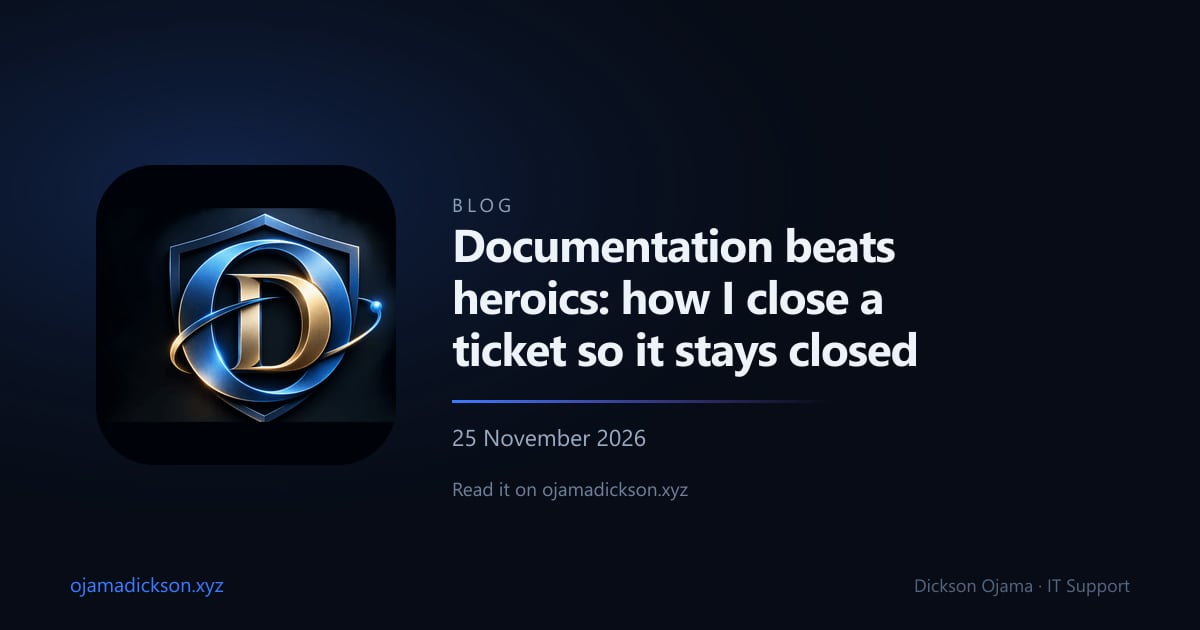 BLOG
Documentation beats
heroics: how I close a
ticket so it stays closed
25 November 2026
Read it on ojamadickson.xyz
ojamadickson.xyz
Dickson Ojama · IT Support